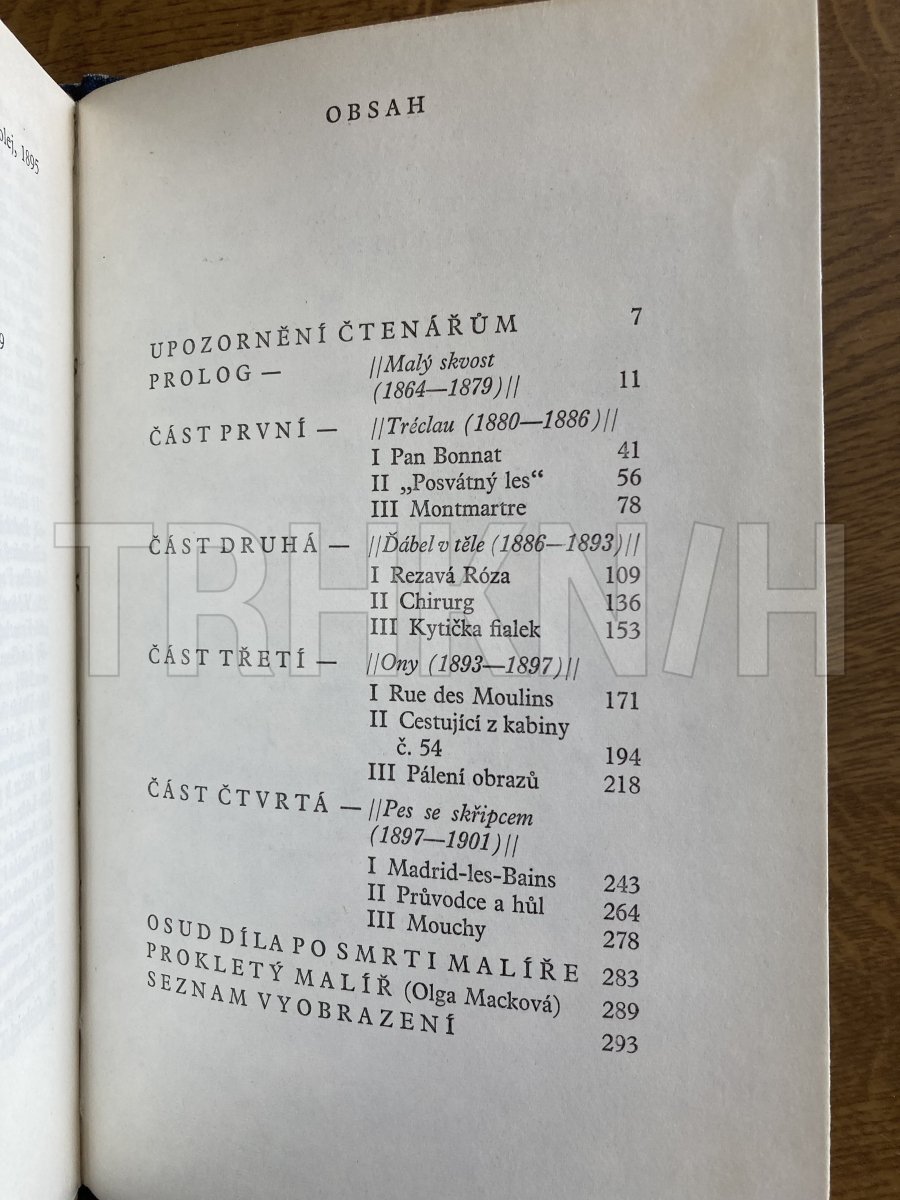 olej, 1895
9
OBSAH
UPOZORNĚNÍ ČTENÁŘŮM 7
PROLOG — //Malý skvost
(1864—1879)// 11
ČÁST PRVNÍ — //Tréclau (1880—1886)//
I Pan Bonnat 41
II „Posvátný les“ 56
III Montmartre 78
ČÁST DRUHÁ — //Ďábel v těle (1886—1893)//
I Rezavá Róza 109
II Chirurg 136
III Kytička fialek 153
ČÁST TŘETÍ — //Ony (1893—1897)//
I Rue des Moulins 171
II Cestující z kabiny
č. 54 194
III Pálení obrazů 218
ČÁST ČTVRTÁ — //Pes se skřipcem
(1897—1901)//
I Madrid-les-Bains 243
II Průvodce a hůl 264
III Mouchy 278
OSUD DÍLA PO SMRTI MALÍŘE 283
PROKLETÝ MALÍŘ (Olga Macková) 289
SEZNAM VYOBRAZENÍ 293
TRHKN/H